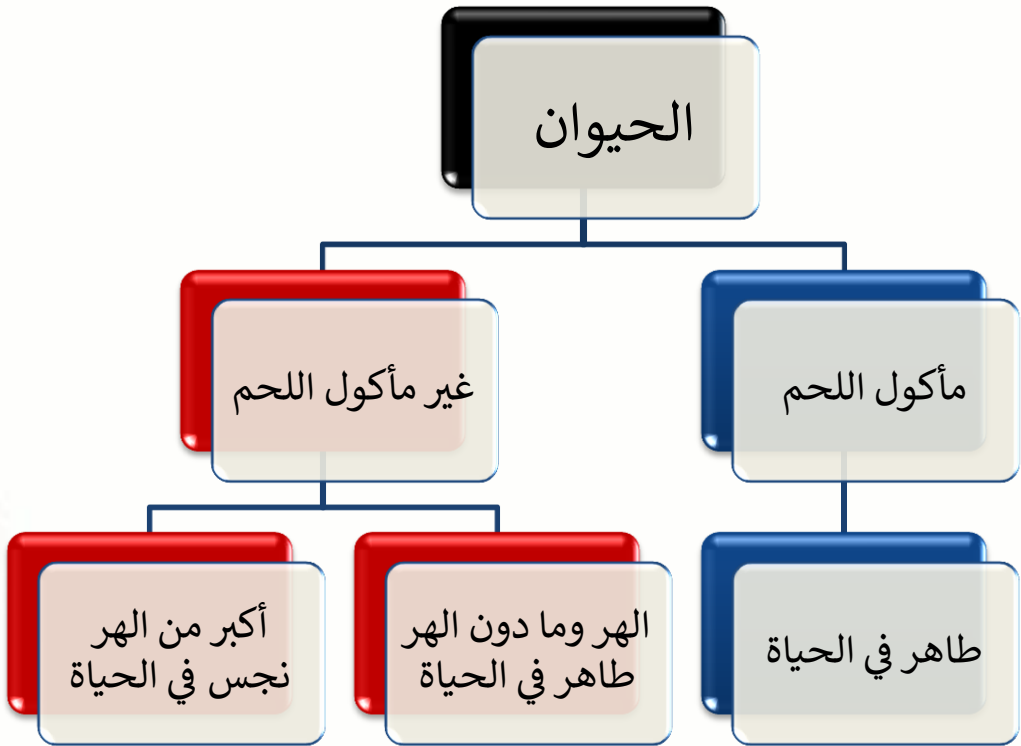 الحيوان
مأكول اللحم
غير مأكول اللحم
طاهر في الحياة
الهر وما دون الهر
طاهر في الحياة
أكبر من الهر
نجس في الحياة